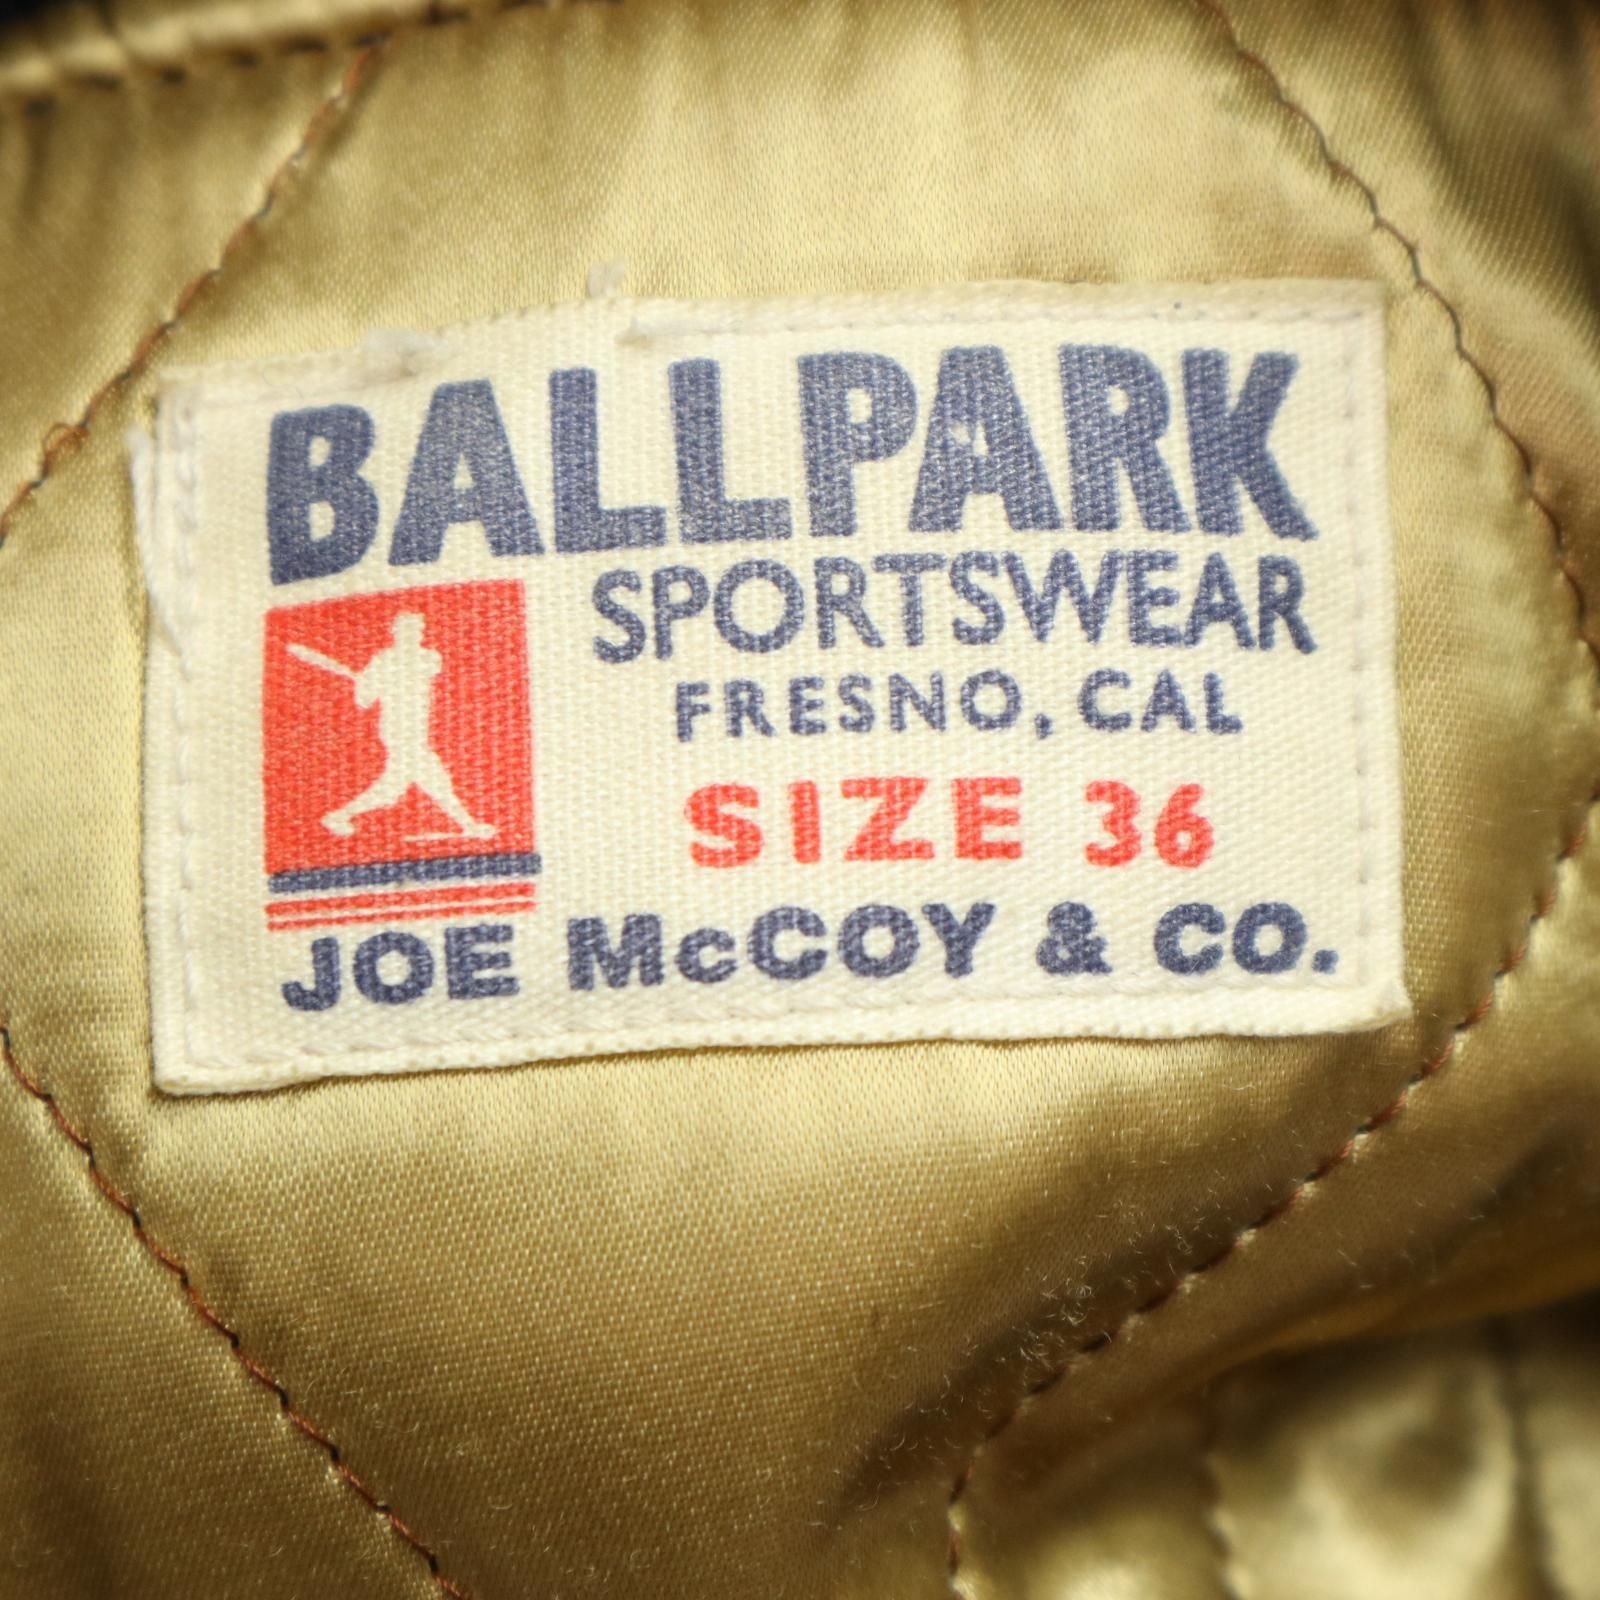 BALLPARK
SPORTSWEAR
FRESNO, CAL
SIZE 36
JOE McCOY & CO.